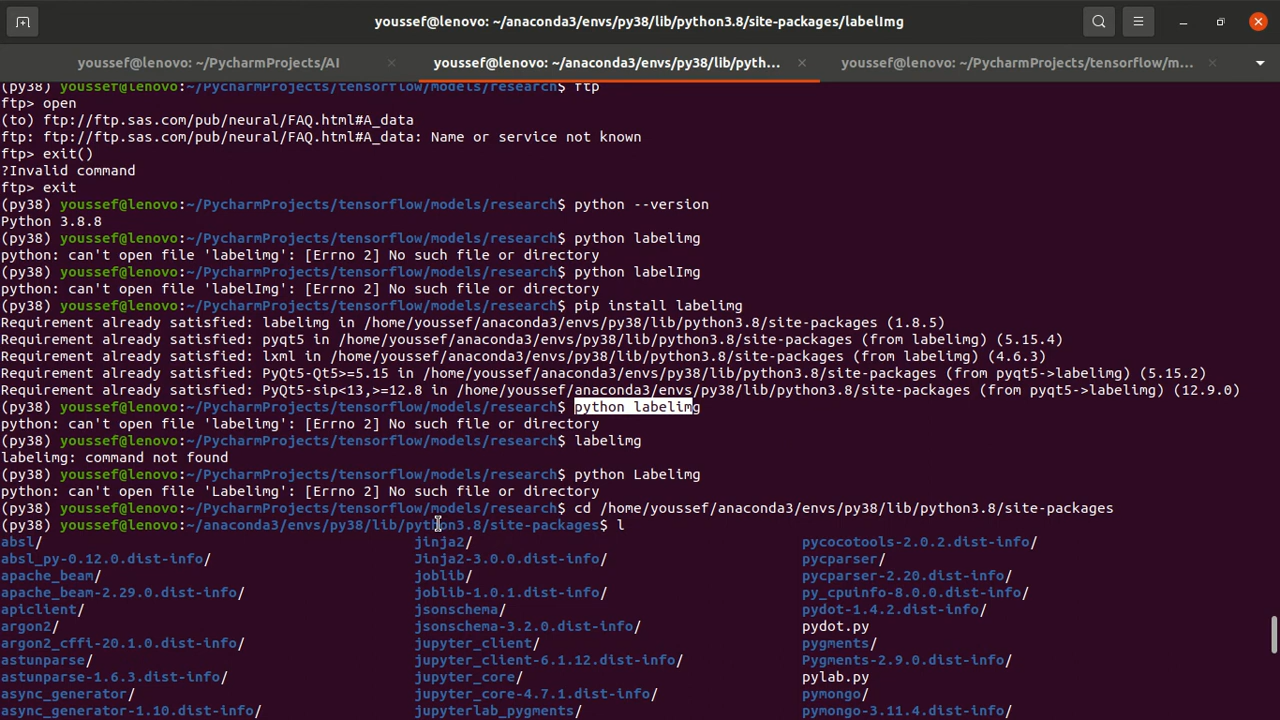 youssef@lenovo: ~/anaconda3/envs/py38/lib/python3.8/site-packages/labelImg
youssef@lenovo: ~/PycharmProjects/AI
youssef@lenovo: ~/anaconda3/envs/py38/lib/pyth...
youssef@lenovo: ~/PycharmProjects/tensorflow/m...
(py38) youssef@lenovo:~/PycharmProjects/tensorflow/models/research$ ftp
ftp> open
(to) ftp://ftp.sas.com/pub/neural/FAQ.html#A_data
ftp: ftp://ftp.sas.com/pub/neural/FAQ.html#A_data: Name or service not known
ftp> exit()
?Invalid command
ftp> exit
(py38) youssef@lenovo:~/PycharmProjects/tensorflow/models/research$ python --version
Python 3.8.8
(py38) youssef@lenovo:~/PycharmProjects/tensorflow/models/research$ python labelimg
python: can't open file 'labelimg': [Errno 2] No such file or directory
(py38) youssef@lenovo:~/PycharmProjects/tensorflow/models/research$ python labelImg
python: can't open file 'labelImg': [Errno 2] No such file or directory
(py38) youssef@lenovo:~/PycharmProjects/tensorflow/models/research$ pip install labelimg
Requirement already satisfied: labelimg in /home/youssef/anaconda3/envs/py38/lib/python3.8/site-packages (1.8.5)
Requirement already satisfied: pyqt5 in /home/youssef/anaconda3/envs/py38/lib/python3.8/site-packages (from labelimg) (5.15.4)
Requirement already satisfied: lxml in /home/youssef/anaconda3/envs/py38/lib/python3.8/site-packages (from labelimg) (4.6.3)
Requirement already satisfied: PyQt5-Qt5>=5.15 in /home/youssef/anaconda3/envs/py38/lib/python3.8/site-packages (from pyqt5->labelimg) (5.15.2)
Requirement already satisfied: PyQt5-sip<13,>=12.8 in /home/youssef/anaconda3/envs/py38/lib/python3.8/site-packages (from pyqt5->labelimg) (12.9.0)
(py38) youssef@lenovo:~/PycharmProjects/tensorflow/models/research$ python labelimg
python: can't open file 'labelimg': [Errno 2] No such file or directory
(py38) youssef@lenovo:~/PycharmProjects/tensorflow/models/research$ labelimg
labelimg: command not found
(py38) youssef@lenovo:~/PycharmProjects/tensorflow/models/research$ python Labelimg
python: can't open file 'Labelimg': [Errno 2] No such file or directory
(py38) youssef@lenovo:~/PycharmProjects/tensorflow/models/research$ cd /home/youssef/anaconda3/envs/py38/lib/python3.8/site-packages
(py38) youssef@lenovo:~/anaconda3/envs/py38/lib/python3.8/site-packages$ l
absl/ jinja2/ pycocotools-2.0.2.dist-info/
absl_py-0.12.0.dist-info/ Jinja2-3.0.0.dist-info/ pycparser/
apache_beam/ joblib/ pycparser-2.20.dist-info/
apache_beam-2.29.0.dist-info/ joblib-1.0.1.dist-info/ py_cpuinfo-8.0.0.dist-info/
apiclient/ jsonschema/ pydot-1.4.2.dist-info/
argon2/ jsonschema-3.2.0.dist-info/ pydot.py
argon2_cffi-20.1.0.dist-info/ jupyter_client/ pygments/
astunparse/ jupyter_client-6.1.12.dist-info/ Pygments-2.9.0.dist-info/
astunparse-1.6.3.dist-info/ jupyter_core/ pylab.py
async_generator/ jupyter_core-4.7.1.dist-info/ pymongo/
async_generator-1.10.dist-info/ jupyterlab_pygments/ pymongo-3.11.4.dist-info/